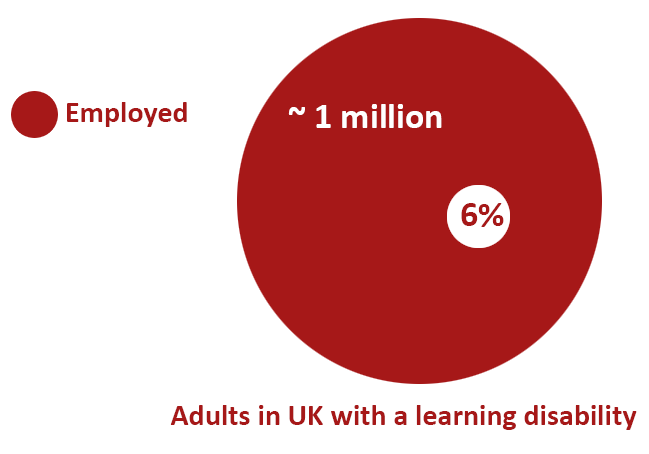 Employed
~ 1 million
6%
Adults in UK with a learning disability